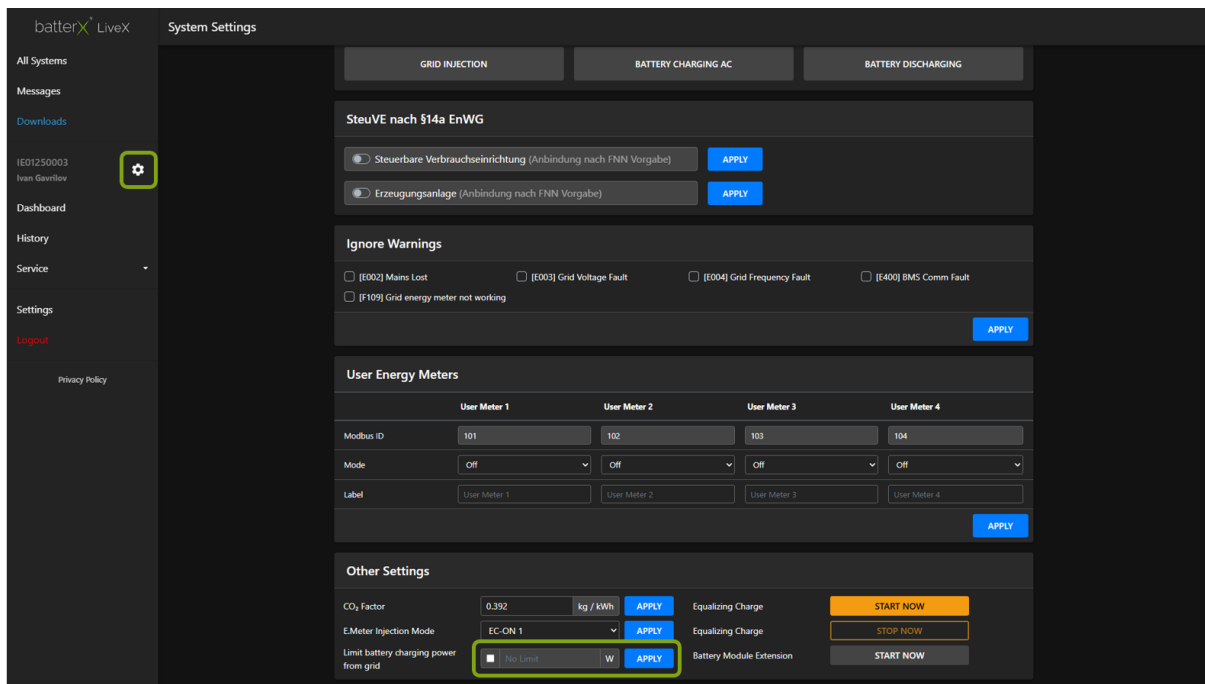 batterX® LiveX
System Settings
All Systems
Messages
Downloads
IE01250003
Ivan Gavrilov
Dashboard
History
Service
Settings
Logout
Privacy Policy
GRID INJECTION BATTERY CHARGING AC BATTERY DISCHARGING
SteuVE nach §14a EnWG
Steuerbare Verbrauchseinrichtung (Anbindung nach FNN Vorgabe) APPLY
Erzeugungsanlage (Anbindung nach FNN Vorgabe) APPLY
Ignore Warnings
[E002] Mains Lost [E003] Grid Voltage Fault [E004] Grid Frequency Fault [E400] BMS Comm Fault
[F109] Grid energy meter not working
APPLY
User Energy Meters
User Meter 1 User Meter 2 User Meter 3 User Meter 4
Modbus ID 101 102 103 104
Mode Off Off Off Off
Label User Meter 1 User Meter 2 User Meter 3 User Meter 4
APPLY
Other Settings
CO₂ Factor 0.392 kg / kWh APPLY Equalizing Charge START NOW
E.Meter Injection Mode EC-ON 1 APPLY Equalizing Charge STOP NOW
Limit battery charging power
from grid No Limit W APPLY Battery Module Extension START NOW